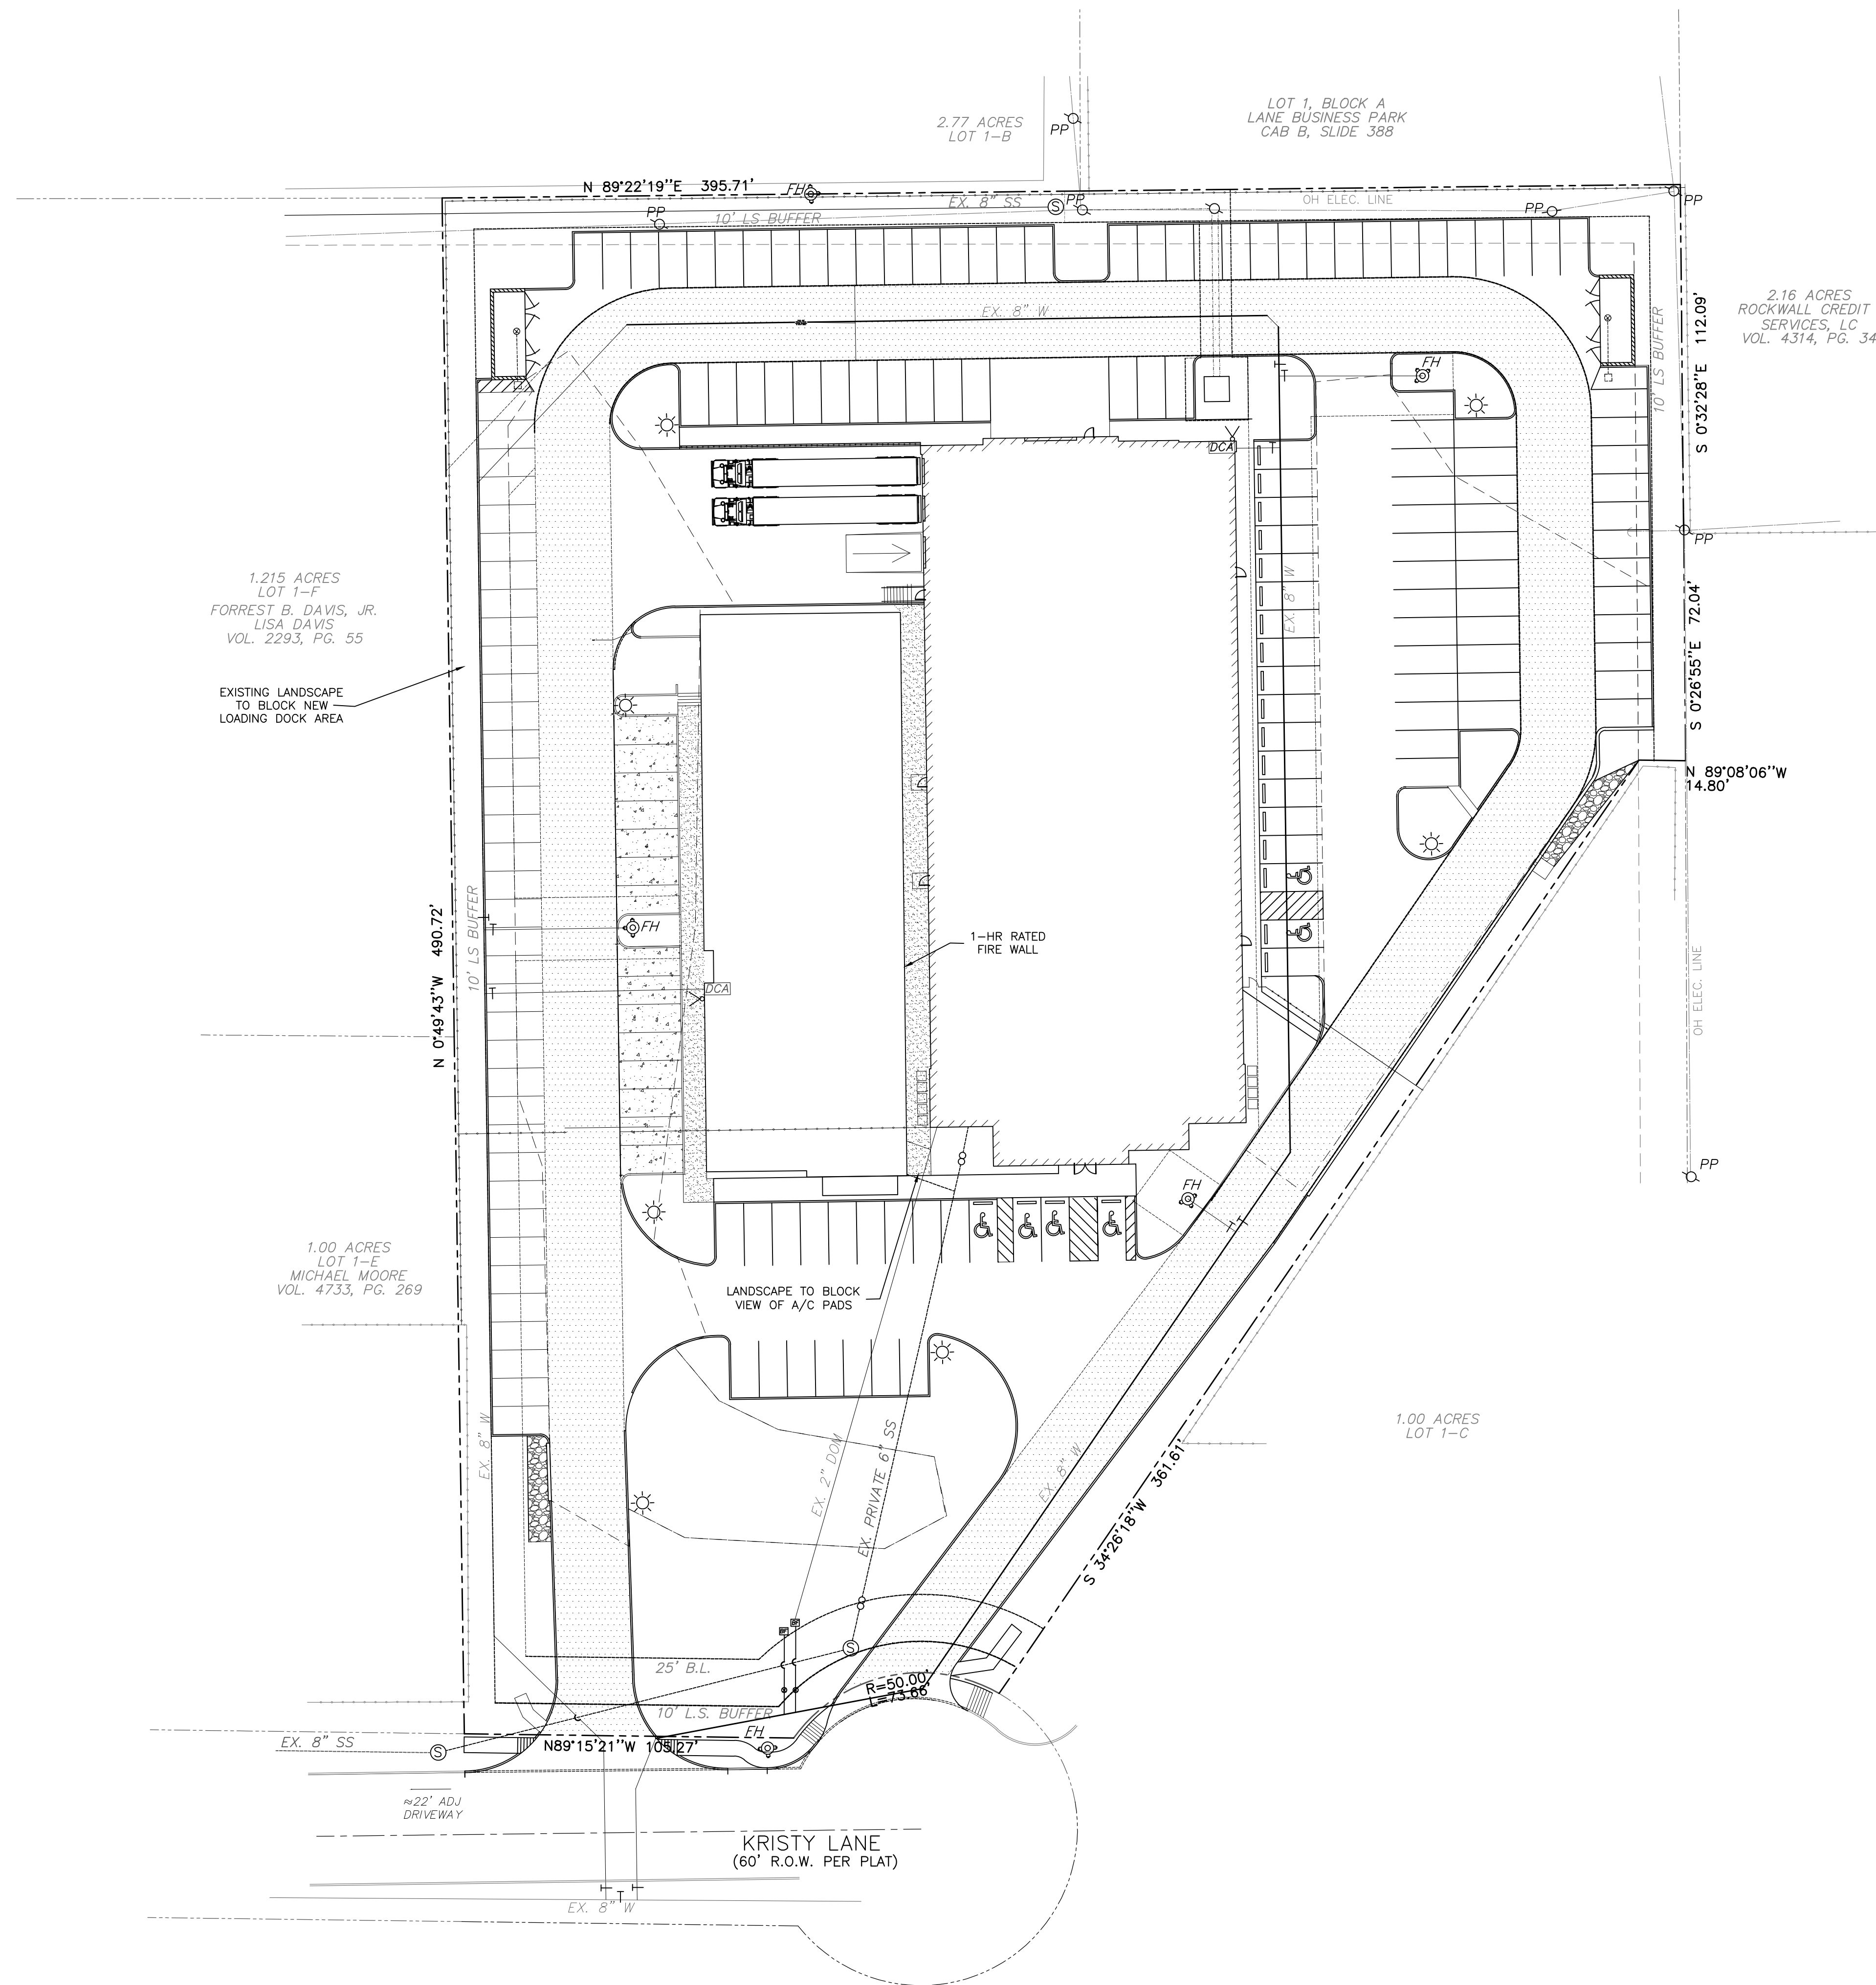 LOT 1, BLOCK A
LANE BUSINESS PARK
CAB B, SLIDE 388
2.77 ACRES
LOT 1-B
PP
N 89°22'19"E 395.71'
FH
PP
10' LS BUFFER
EX. 8" SS
S
PP
OH ELEC. LINE
PP
PP
2.16 ACRES
ROCKWALL CREDIT
SERVICES, LC
VOL. 4314, PG. 34
EX. 8" W
10' LS BUFFER
S 0°32'28"E 112.09'
FH
DCA
PP
1.215 ACRES
LOT 1-F
FORREST B. DAVIS, JR.
LISA DAVIS
VOL. 2293, PG. 55
EX. 8" W
S 0°26'55"E 72.04'
EXISTING LANDSCAPE
TO BLOCK NEW
LOADING DOCK AREA
N 89°08'06"W
14.80'
N 0°49'43"W 490.72'
10' LS BUFFER
FH
1-HR RATED
FIRE WALL
DCA
OH ELEC. LINE
PP
FH
1.00 ACRES
LOT 1-E
MICHAEL MOORE
VOL. 4733, PG. 269
LANDSCAPE TO BLOCK
VIEW OF A/C PADS
1.00 ACRES
LOT 1-C
EX. 8" W
EX. 2" DOM
EX. PRIVATE 6" SS
EX. 8" W
S 34°26'18"W 361.61'
S
25' B.L.
R=50.00'
L=73.66'
10' L.S. BUFFER
FH
EX. 8" SS
S
N89°15'21"W 105.27'
≈22' ADJ
DRIVEWAY
KRISTY LANE
(60' R.O.W. PER PLAT)
EX. 8" W